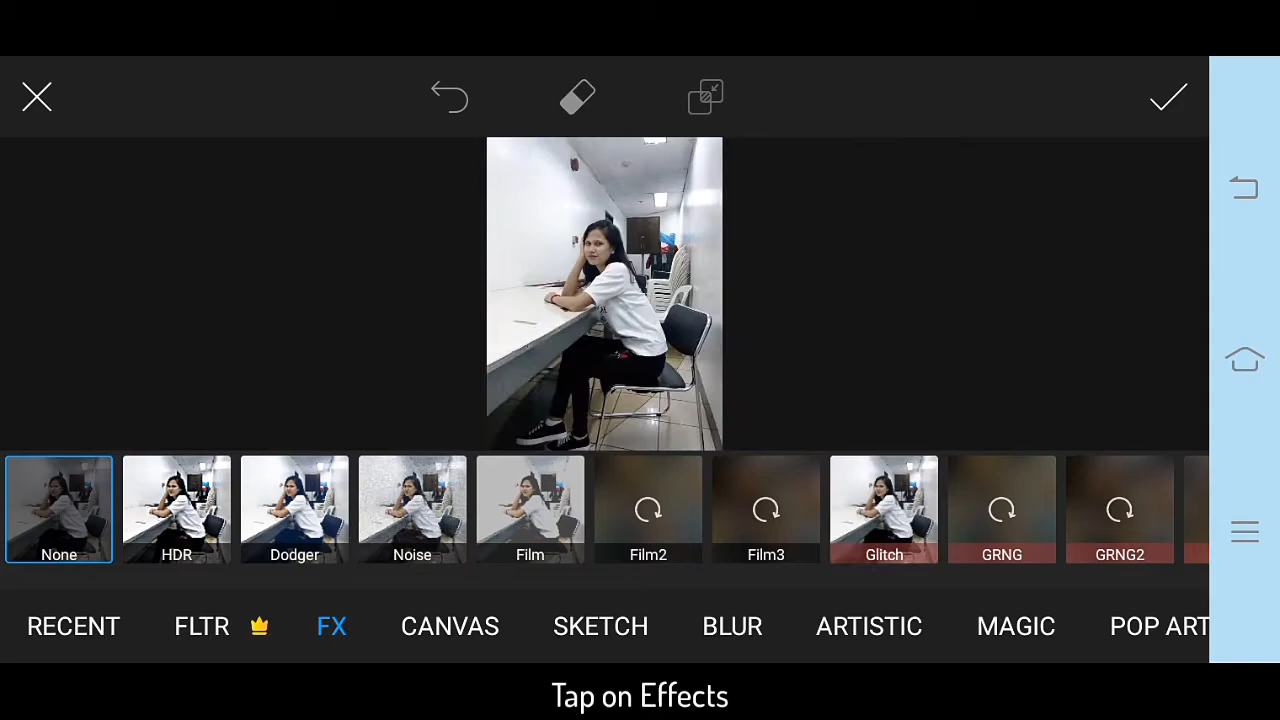 None HDR Dodger Noise Film Film2 Film3 Glitch GRNG GRNG2
RECENT FLTR FX CANVAS SKETCH BLUR ARTISTIC MAGIC POP ART
Tap on Effects